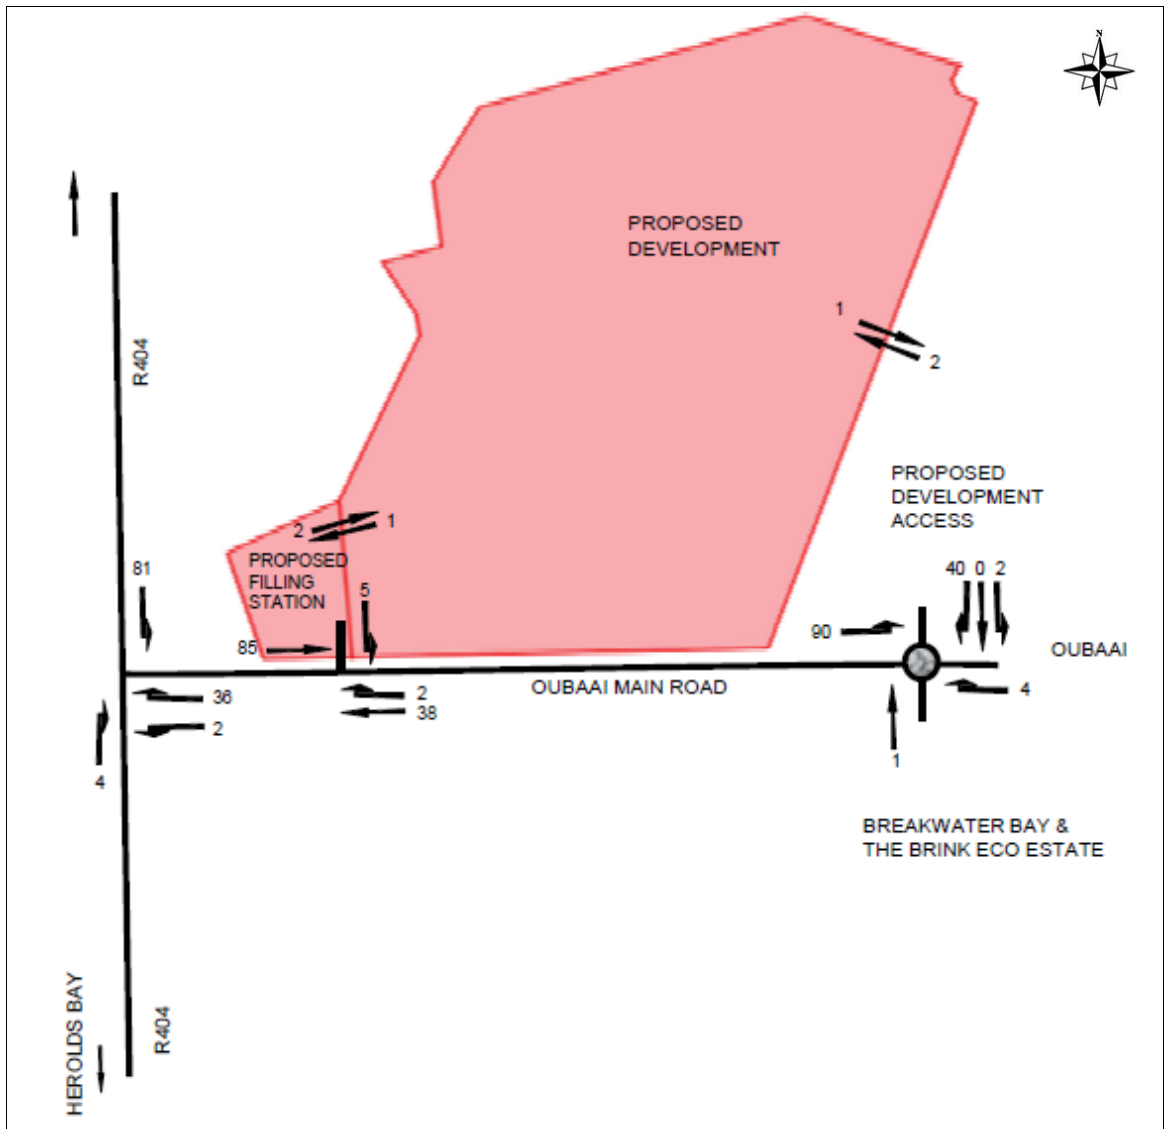 N
PROPOSED
DEVELOPMENT
1
2
R404
PROPOSED
DEVELOPMENT
ACCESS
2
1
PROPOSED
FILLING
STATION
81
5
40 0 2
85
90
OUBAAI
OUBAAI MAIN ROAD
36
2
4
2
38
4
1
BREAKWATER BAY &
THE BRINK ECO ESTATE
HEROLDS BAY
R404